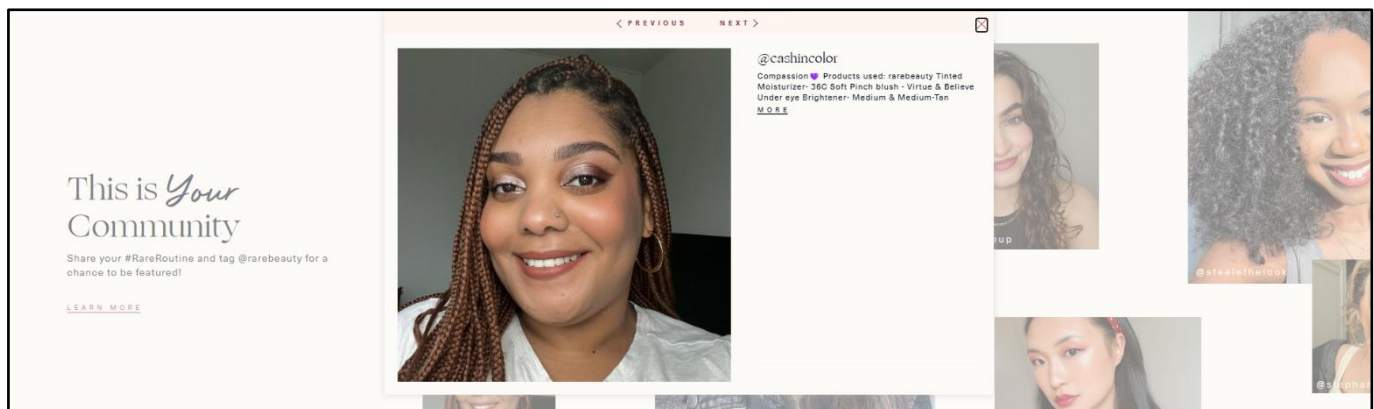 PREVIOUS NEXT
This is Your
Community
Share your #RareRoutine and tag @rarebeauty for a
chance to be featured!
LEARN MORE
@cashincolor
Compassion💜 Products used: rarebeauty Tinted
Moisturizer- 36C Soft Pinch blush - Virtue & Believe
Under eye Brightener- Medium & Medium-Tan
MORE
@steelethelook